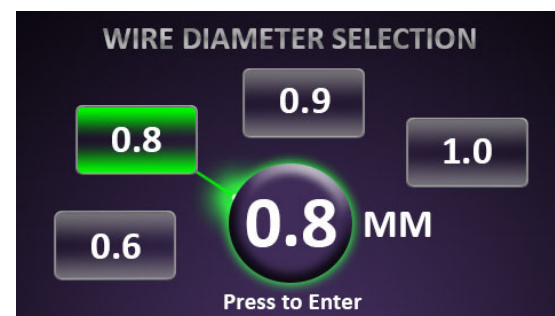 WIRE DIAMETER SELECTION
0.9
0.8
1.0
0.8 MM
0.6
Press to Enter